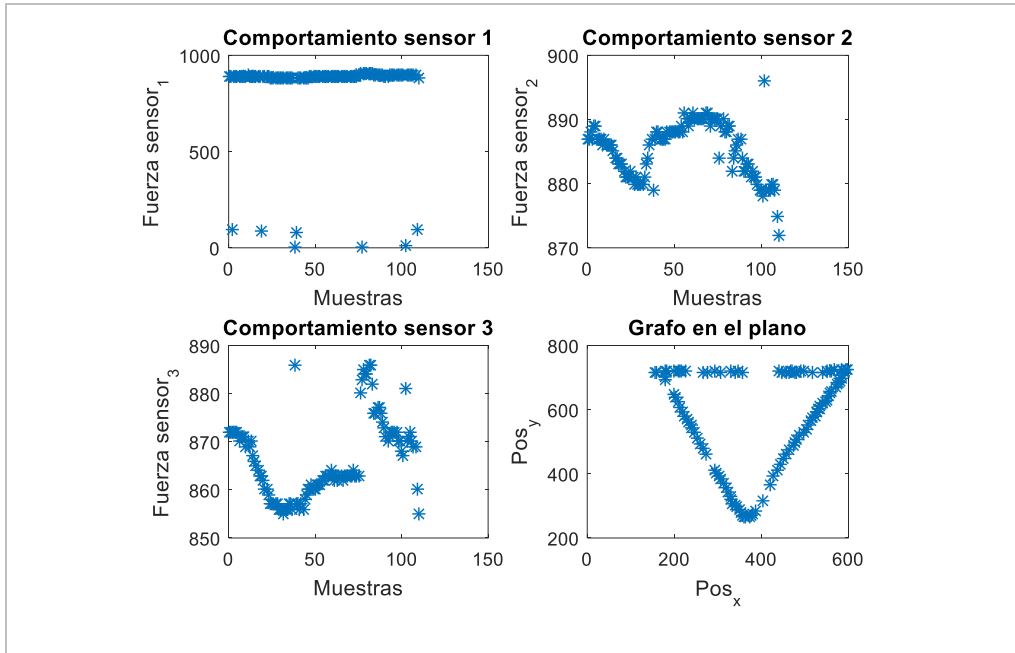 Comportamiento sensor 1
1000
500
0
Fuerza sensor1
0 50 100 150
Muestras
Comportamiento sensor 2
900
890
880
870
Fuerza sensor2
0 50 100 150
Muestras
Comportamiento sensor 3
890
880
870
860
850
Fuerza sensor3
0 50 100 150
Muestras
Grafo en el plano
800
600
400
200
Posy
0 200 400 600
Posx